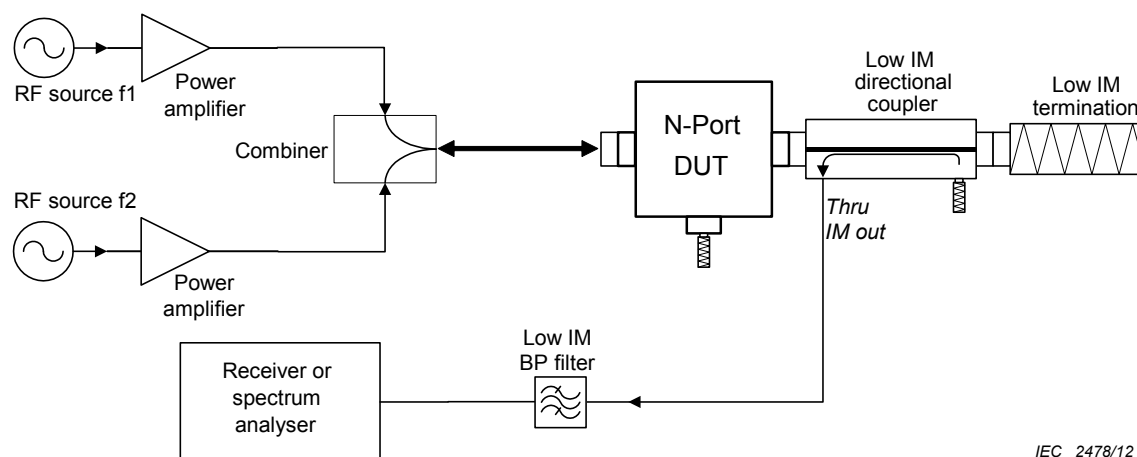 RF source f1
Power
amplifier
Combiner
RF source f2
Power
amplifier
N-Port
DUT
Low IM
directional
coupler
Low IM
termination
Thru
IM out
Low IM
BP filter
Receiver or
spectrum
analyser
IEC 2478/12